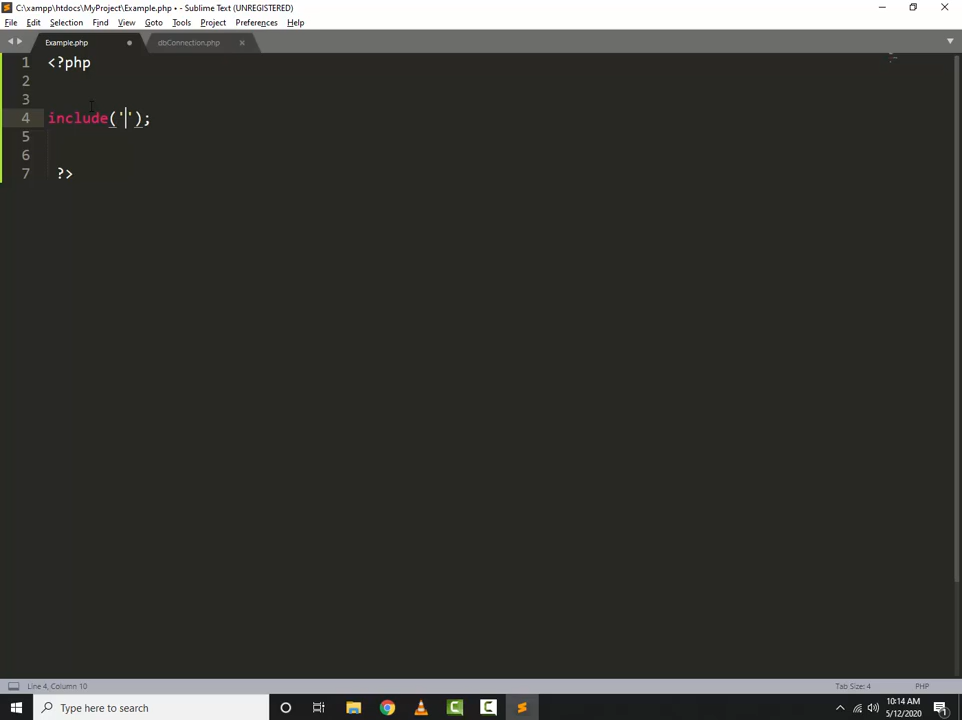 C:\xampp\htdocs\MyProject\Example.php • - Sublime Text (UNREGISTERED)
File Edit Selection Find View Goto Tools Project Preferences Help
Example.php dbConnection.php
1 <?php
2
3
4 include('');
5
6
7 ?>
Line 4, Column 10 Tab Size: 4 PHP
Type here to search
10:14 AM
5/12/2020
1